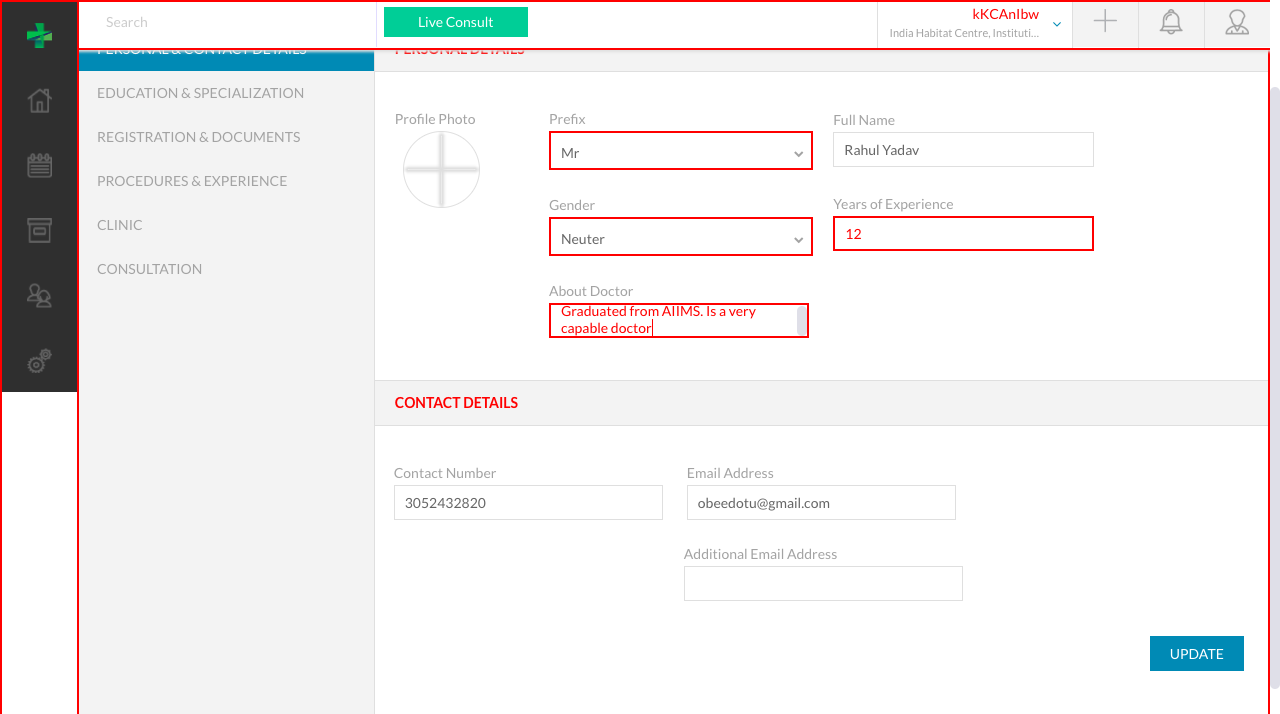 Search
Live Consult
kKCAnIbw
India Habitat Centre, Instituti...
PERSONAL & CONTACT DETAILS
EDUCATION & SPECIALIZATION
REGISTRATION & DOCUMENTS
PROCEDURES & EXPERIENCE
CLINIC
CONSULTATION
PERSONAL DETAILS
Profile Photo
Prefix
Mr
Full Name
Rahul Yadav
Gender
Neuter
Years of Experience
12
About Doctor
Graduated from AIIMS. Is a very
capable doctor
CONTACT DETAILS
Contact Number
3052432820
Email Address
obeedotu@gmail.com
Additional Email Address
UPDATE